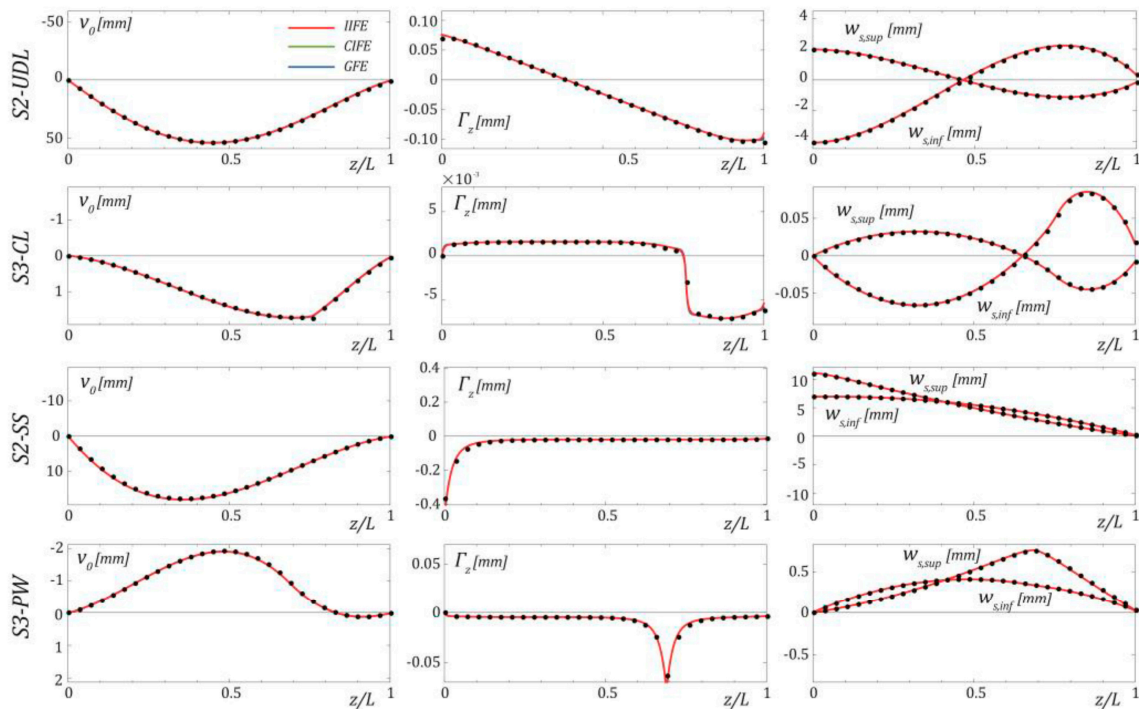 S2-UDL
v0 [mm]
IIFE
CIFE
GFE
-50
0
50
0 0.5 1
z/L
0.10
0.05
0
-0.05
-0.10
Γz [mm]
0 0.5 1
z/L
ws,sup [mm]
ws,inf [mm]
4
2
0
-2
-4
0 0.5 1
z/L
S3-CL
v0 [mm]
-1
0
1
0 0.5 1
z/L
×10-3
Γz [mm]
5
0
-5
0 0.5 1
z/L
ws,sup [mm]
ws,inf [mm]
0.05
0
-0.05
0 0.5 1
z/L
S2-SS
v0 [mm]
-10
0
10
0 0.5 1
z/L
0.4
0.2
0
-0.2
-0.4
Γz [mm]
0 0.5 1
z/L
ws,sup [mm]
ws,inf [mm]
10
5
0
-5
-10
0 0.5 1
z/L
S3-PW
v0 [mm]
-2
-1
0
1
2
0 0.5 1
z/L
Γz [mm]
0.05
0
-0.05
0 0.5 1
z/L
ws,sup [mm]
ws,inf [mm]
0.5
0
-0.5
0 0.5 1
z/L